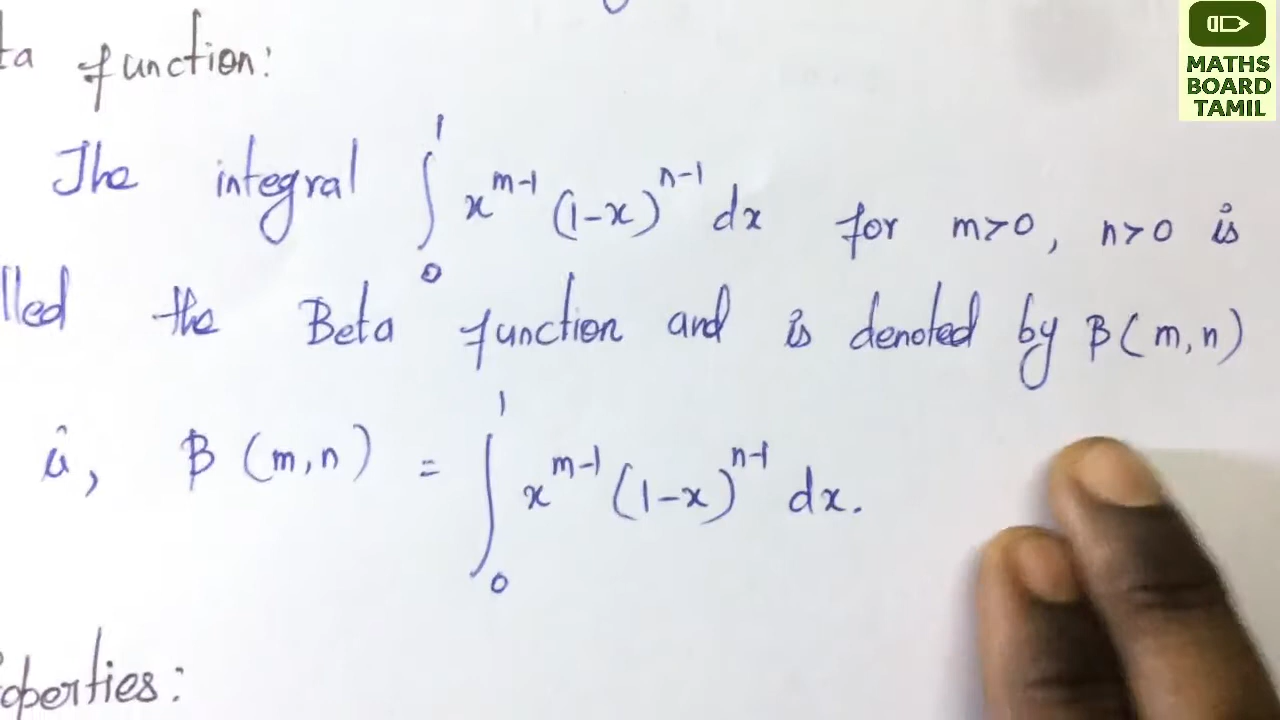 ta function:
The integral ∫₀¹ x^{m-1} (1-x)^{n-1} dx for m>0, n>0 is
lled the Beta function and is denoted by β(m,n)
β(m,n) = ∫₀¹ x^{m-1} (1-x)^{n-1} dx.
operties:
MATHS
BOARD
TAMIL